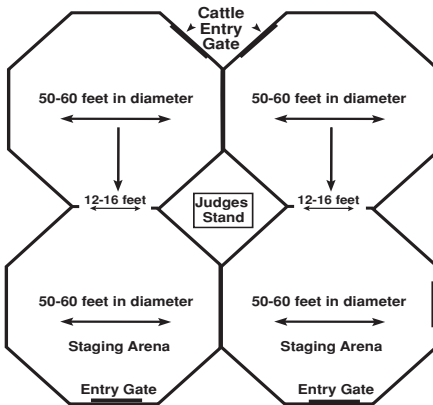 Cattle
Entry
Gate
50-60 feet in diameter
50-60 feet in diameter
12-16 feet
Judges
Stand
12-16 feet
50-60 feet in diameter
50-60 feet in diameter
Staging Arena
Staging Arena
Entry Gate
Entry Gate